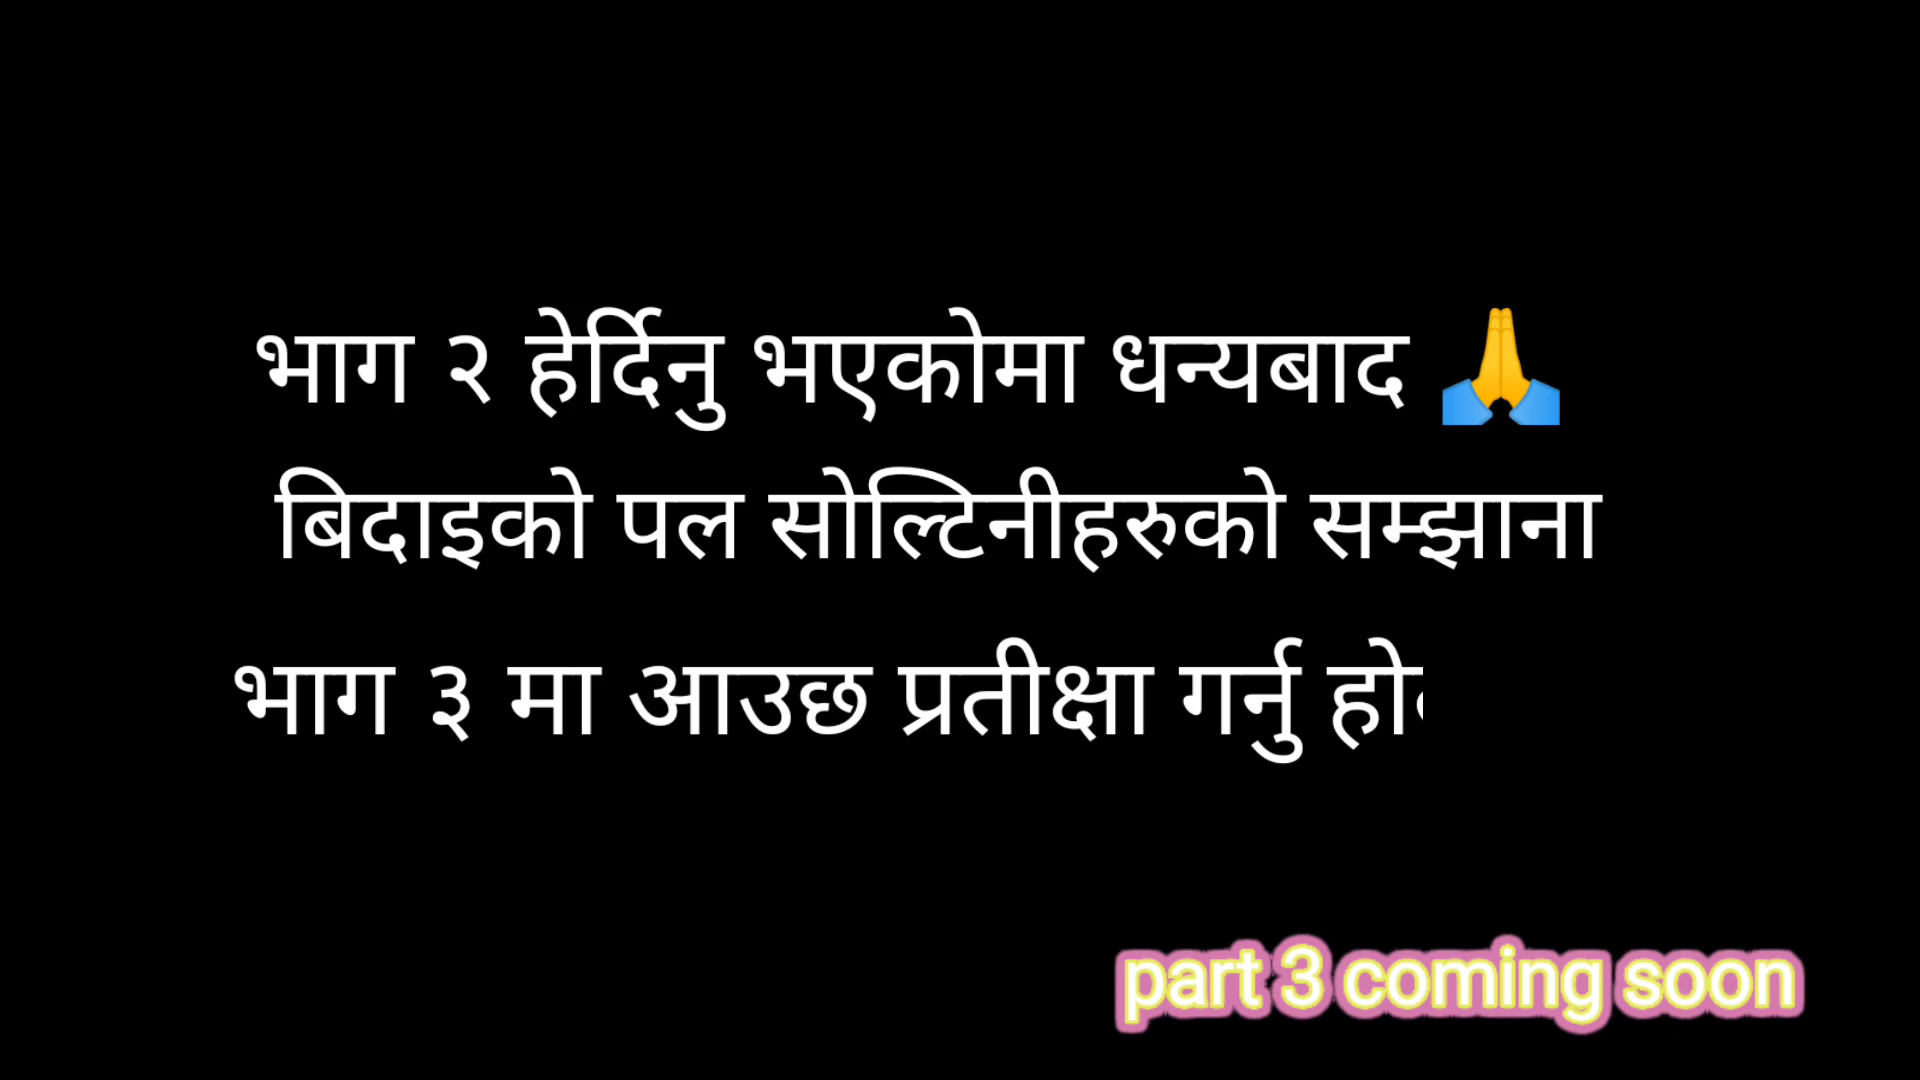 भाग २ हेर्दिनु भएकोमा धन्यबाद 🙏
बिदाइको पल सोल्टिनीहरुको सम्झाना
भाग ३ मा आउछ प्रतीक्षा गर्नु
part 3 coming soon